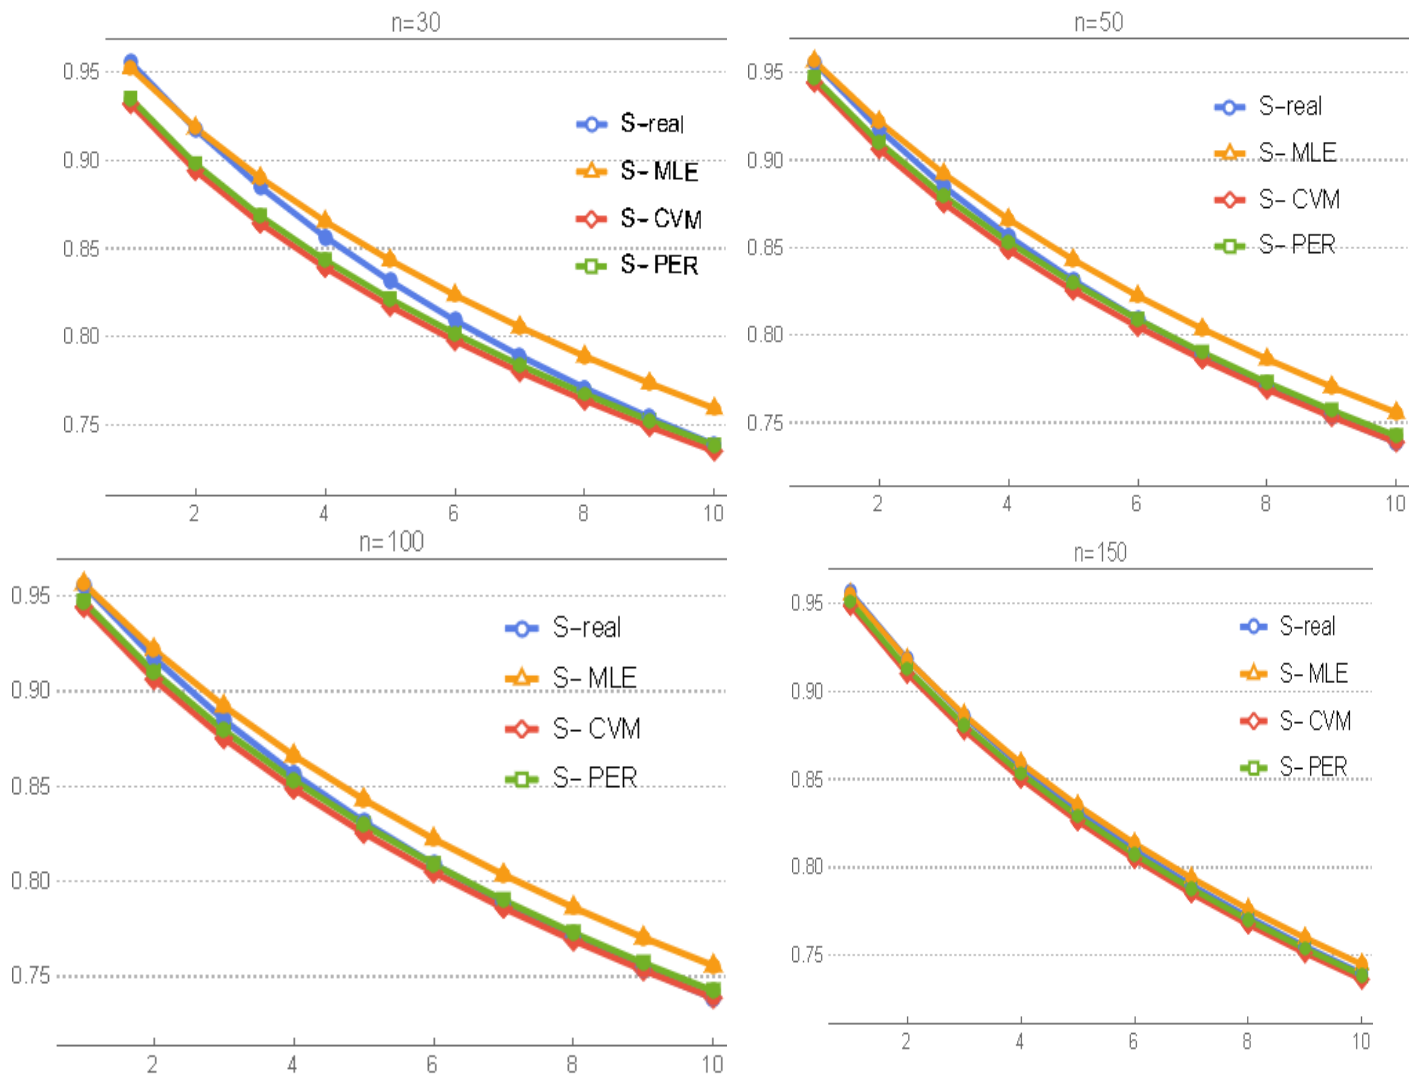 n=30
0.95
0.90
0.85
0.80
0.75
S-real
S- MLE
S- CVM
S- PER
2 4 6 8 10
n=50
0.95
0.90
0.85
0.80
0.75
S-real
S- MLE
S- CVM
S- PER
2 4 6 8 10
n=100
0.95
0.90
0.85
0.80
0.75
S-real
S- MLE
S- CVM
S- PER
2 4 6 8 10
n=150
0.95
0.90
0.85
0.80
0.75
S-real
S- MLE
S- CVM
S- PER
2 4 6 8 10